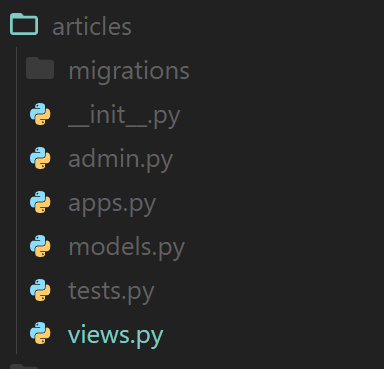 articles
migrations
__init__.py
admin.py
apps.py
models.py
tests.py
views.py